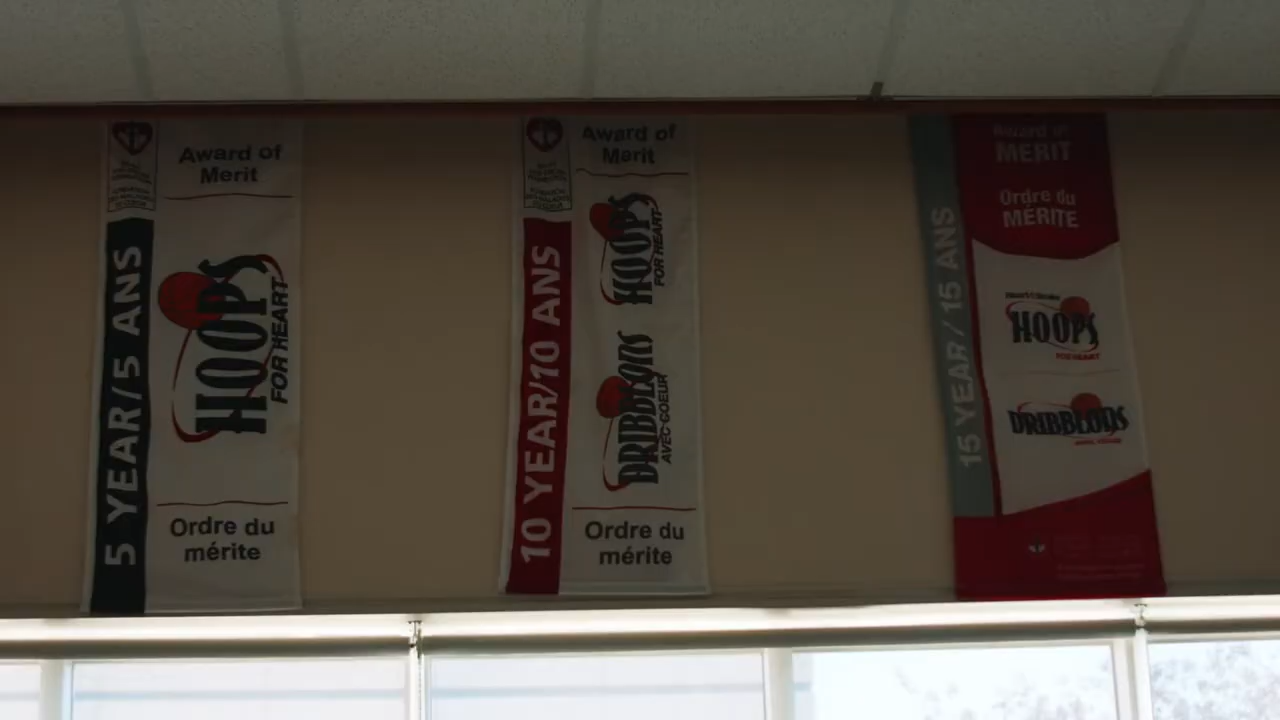 Award of
Merit
5 YEAR/5 ANS
HOOPS
FOR HEART
Ordre du
mérite
Award of
Merit
10 YEAR/10 ANS
HOOPS
FOR HEART
DRIBBLONS
AVEC COEUR
Ordre du
mérite
Award of
MERIT
Ordre du
MÉRITE
15 YEAR / 15 ANS
HOOPS
FOR HEART
DRIBBLONS